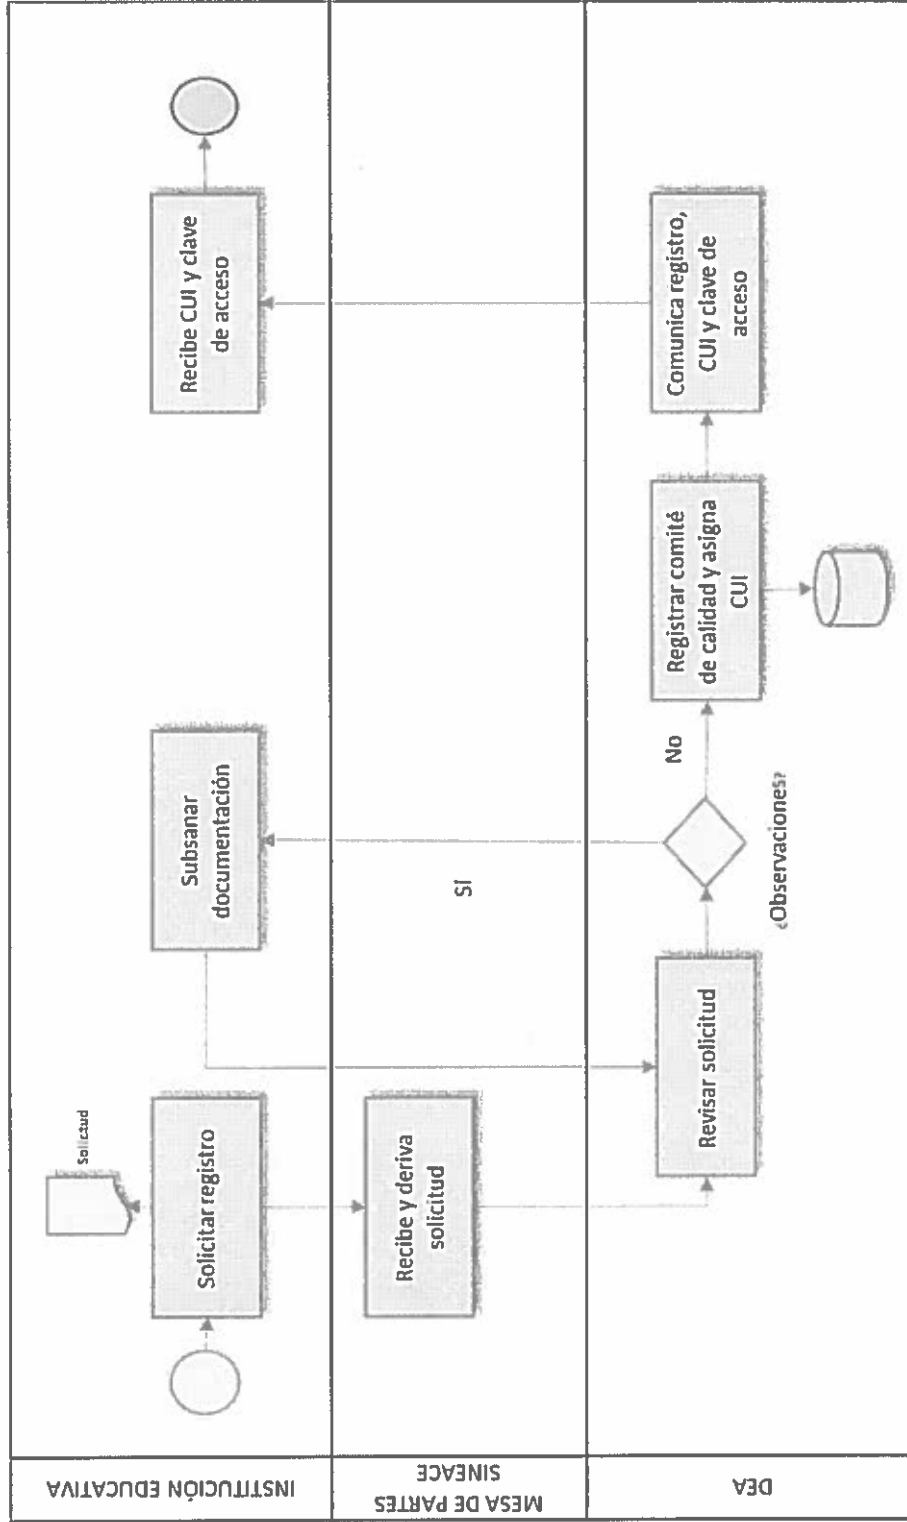 INSTITUCIÓN EDUCATIVA
Solicitud
Solicitar registro
Subsanar
documentación
Recibe CUI y clave
de acceso
MESA DE PARTES
SINEACE
Recibe y deriva
solicitud
SÍ
DEA
Revisar solicitud
¿Observaciones?
No
Registrar comité
de calidad y asigna
CUI
Comunica registro,
CUI y clave de
acceso